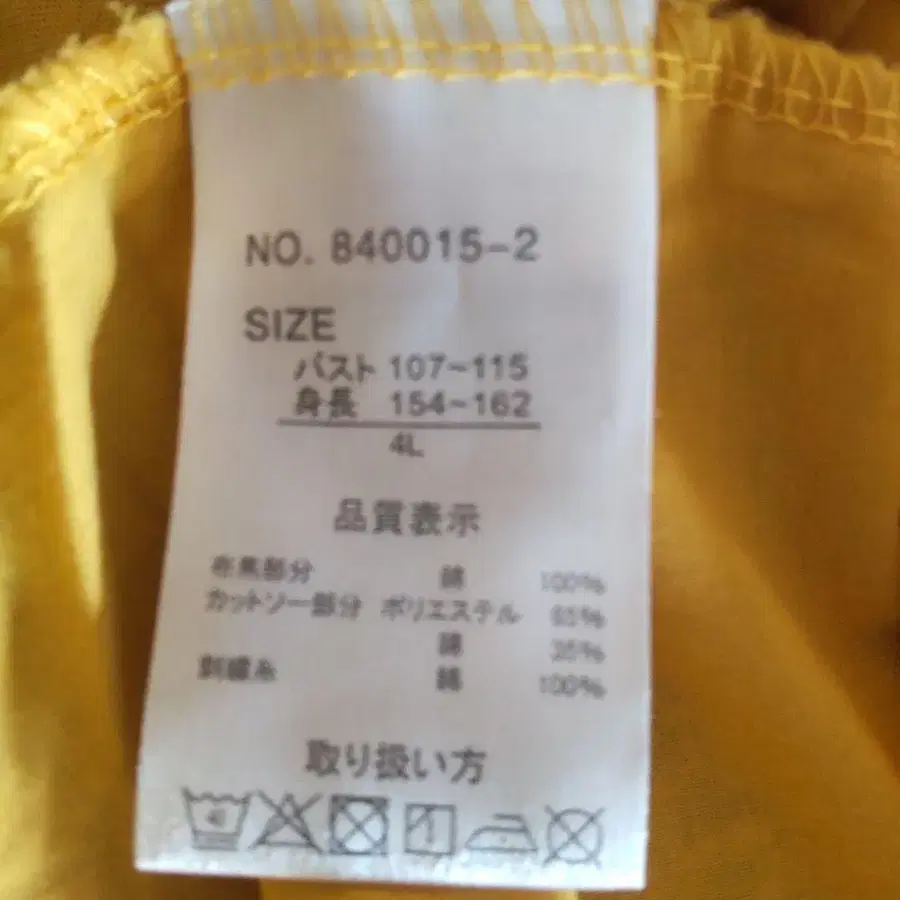 NO. 840015-2
SIZE
バスト 107~115
身長 154~162
4L
品質表示
布帛部分 綿 100%
カットソー部分 ポリエステル 65%
綿 35%
刺繍糸 綿 100%
取り扱い方